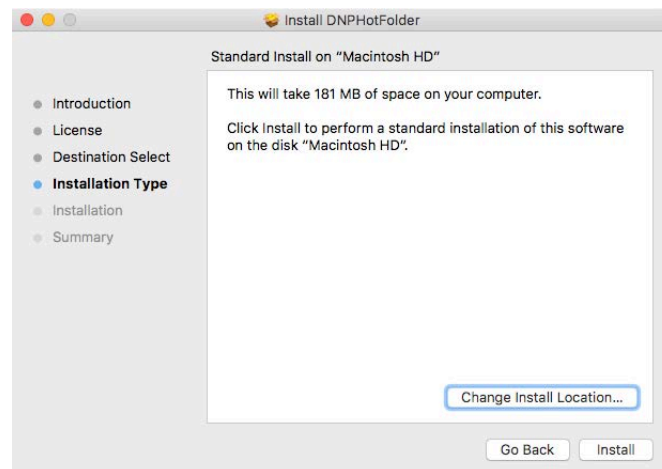 Install DNPHotFolder
Standard Install on “Macintosh HD”
Introduction
License
Destination Select
Installation Type
Installation
Summary
This will take 181 MB of space on your computer.
Click Install to perform a standard installation of this software
on the disk “Macintosh HD”.
Change Install Location...
Go Back
Install